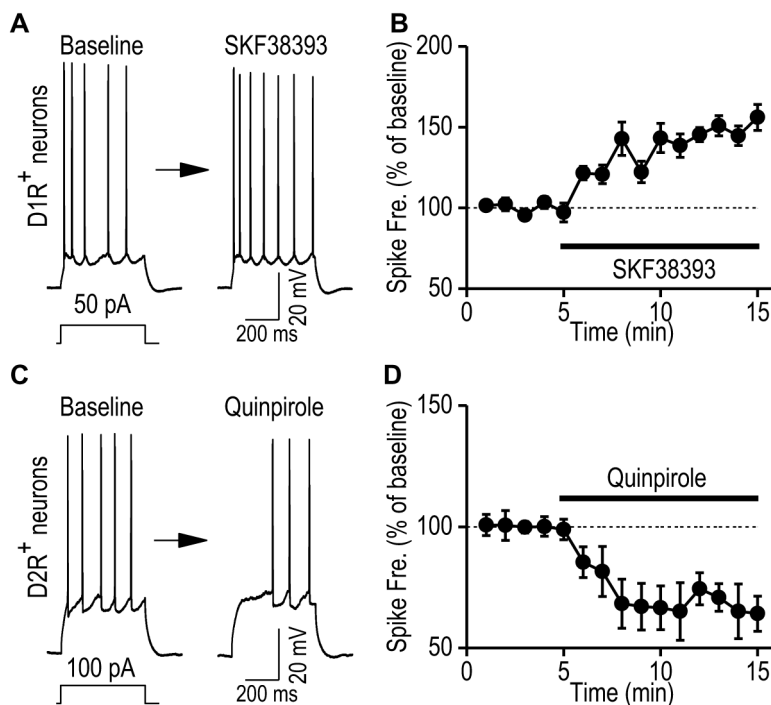 A
Baseline
SKF38393
D1R+ neurons
50 pA
20 mV
200 ms
B
Spike Fre. (% of baseline)
200
150
100
50
SKF38393
0
5
10
15
Time (min)
C
Baseline
Quinpirole
D2R+ neurons
100 pA
20 mV
200 ms
D
Spike Fre. (% of baseline)
150
100
50
Quinpirole
0
5
10
15
Time (min)